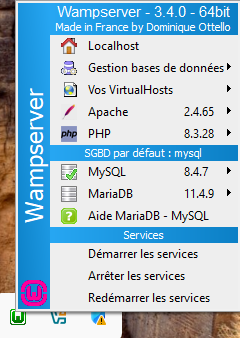 Wampserver - 3.4.0 - 64bit
Made in France by Dominique Ottello
Wampserver
Localhost
Gestion bases de données
Vos VirtualHosts
Apache 2.4.65
php PHP 8.3.28
SGBD par défaut : mysql
MySQL 8.4.7
MariaDB 11.4.9
Aide MariaDB - MySQL
Services
Démarrer les services
Arrêter les services
Redémarrer les services